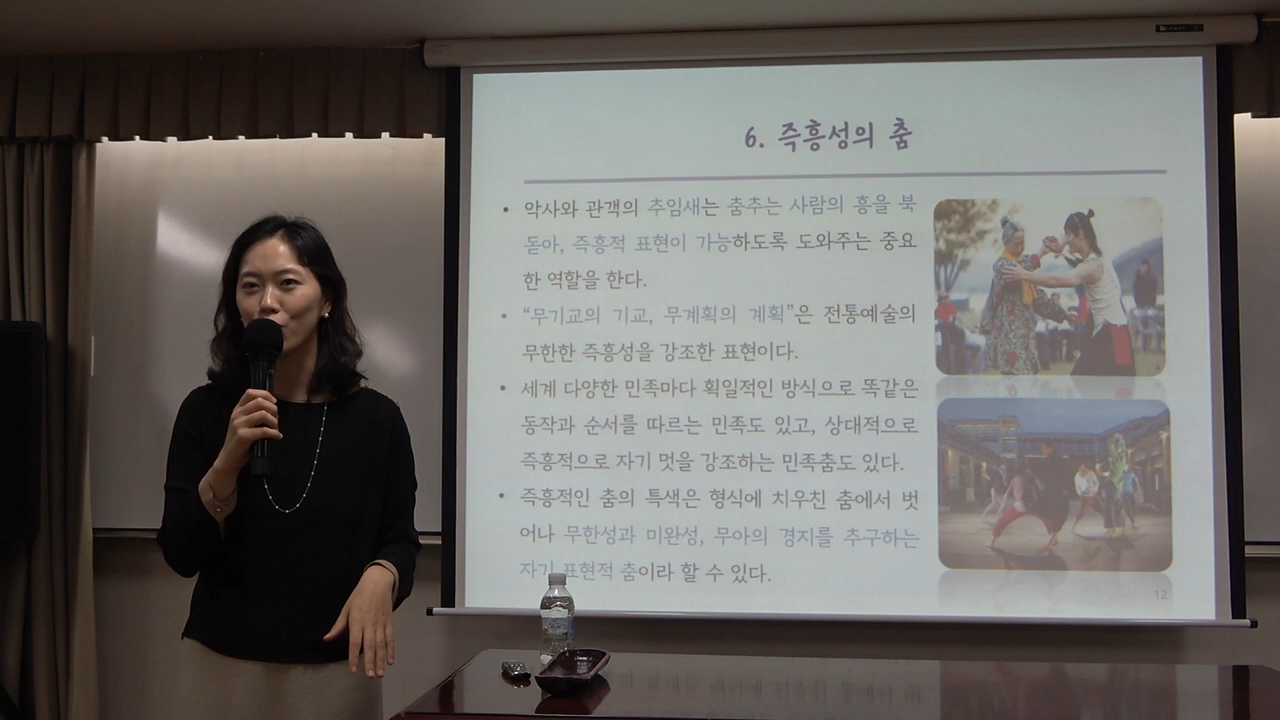 6. 즉흥성의 춤
• 악사와 관객의 추임새는 춤추는 사람의 흥을 북
돋아, 즉흥적 표현이 가능하도록 도와주는 중요
한 역할을 한다.
• “무기교의 기교, 무계획의 계획”은 전통예술의
무한한 즉흥성을 강조한 표현이다.
• 세계 다양한 민족마다 획일적인 방식으로 똑같은
동작과 순서를 따르는 민족도 있고, 상대적으로
즉흥적으로 자기 멋을 강조하는 민족춤도 있다.
• 즉흥적인 춤의 특색은 형식에 치우친 춤에서 벗
어나 무한성과 미완성, 무아의 경지를 추구하는
자기 표현적 춤이라 할 수 있다.
12